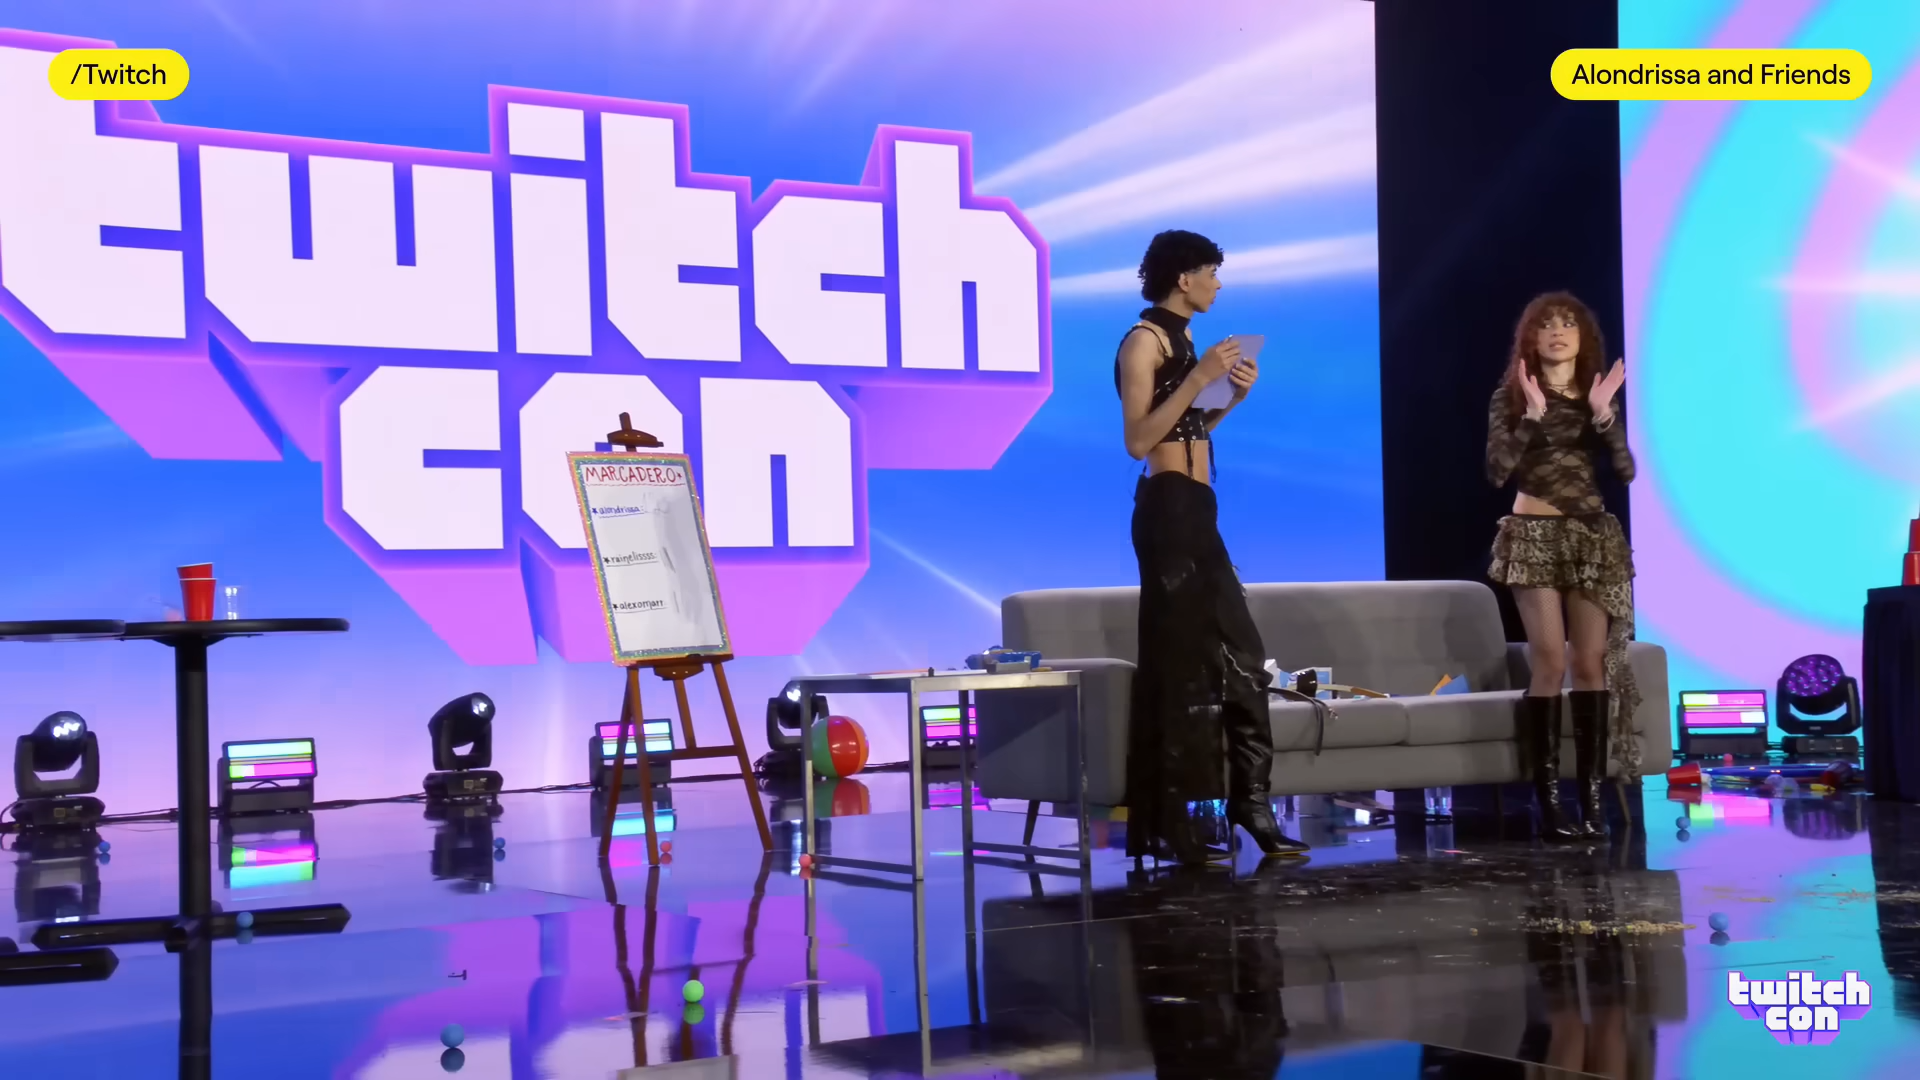 /Twitch
Alondrissa and Friends
twitch
con
MARCADERO
alondrissa
rainelissss
alexomarr
twitch
con